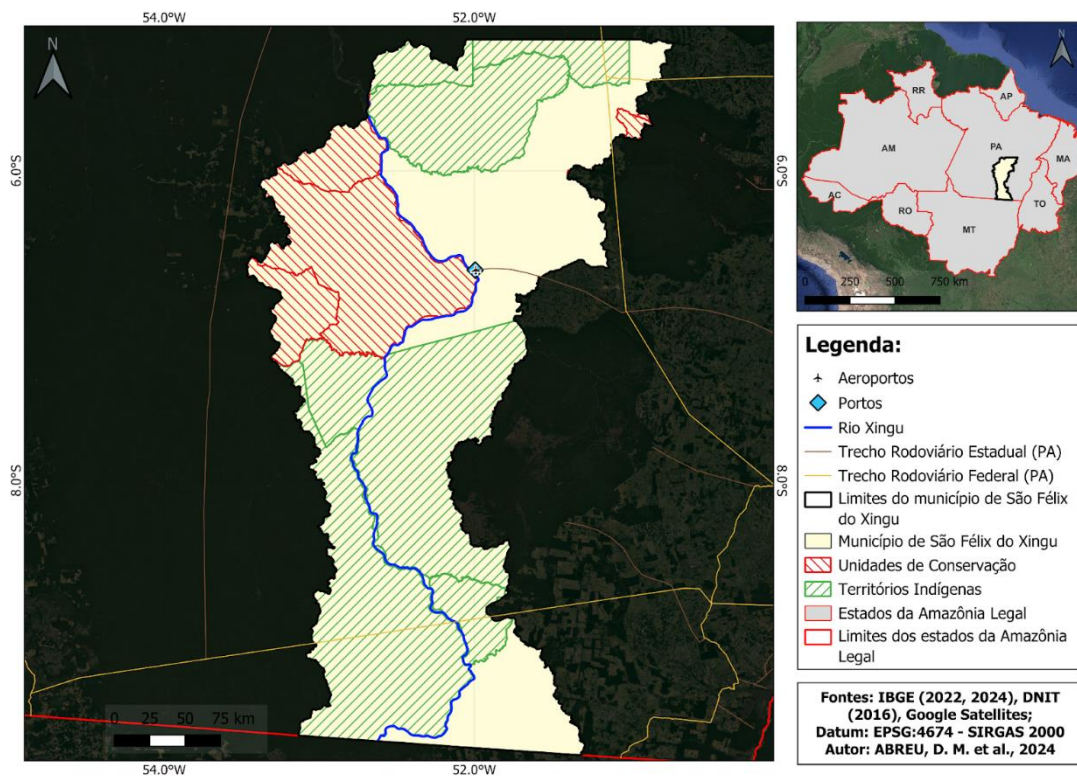 54.0°W
52.0°W
N
6.0°S
8.0°S
6.0°S
8.0°S
0 25 50 75 km
54.0°W
52.0°W
N
RR
AP
AM
PA
MA
AC
RO
TO
MT
0 250 500 750 km
Legenda:
Aeroportos
Portos
Rio Xingu
Trecho Rodoviário Estadual (PA)
Trecho Rodoviário Federal (PA)
Limites do município de São Félix
do Xingu
Município de São Félix do Xingu
Unidades de Conservação
Territórios Indígenas
Estados da Amazônia Legal
Limites dos estados da Amazônia
Legal
Fontes: IBGE (2022, 2024), DNIT
(2016), Google Satellites;
Datum: EPSG:4674 - SIRGAS 2000
Autor: ABREU, D. M. et al., 2024